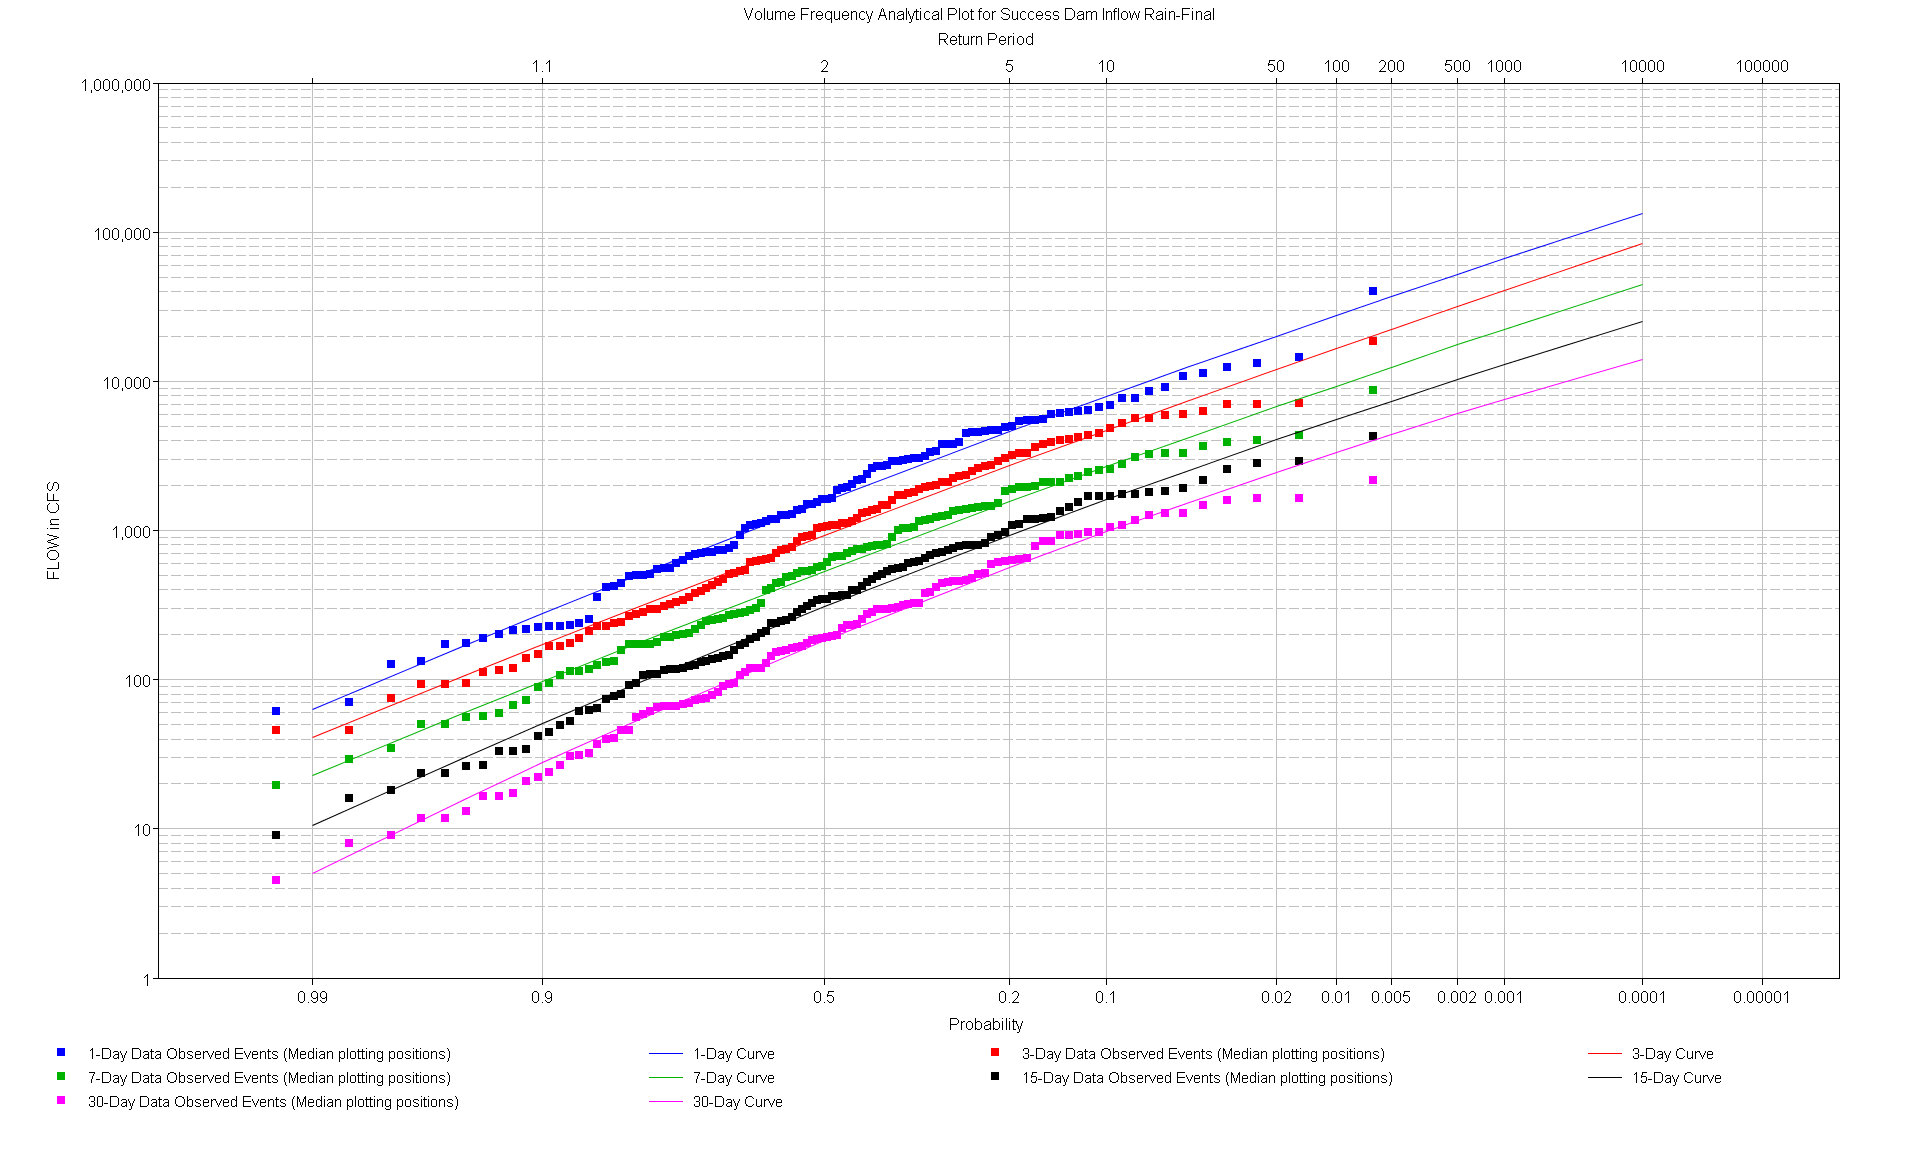 Volume Frequency Analytical Plot for Success Dam Inflow Rain-Final
Return Period
1.1 2 5 10 50 100 200 500 1000 10000 100000
1,000,000
100,000
10,000
1,000
100
10
1
FLOW in CFS
0.99 0.9 0.5 0.2 0.1 0.02 0.01 0.005 0.002 0.001 0.0001 0.00001
Probability
1-Day Data Observed Events (Median plotting positions) 1-Day Curve 3-Day Data Observed Events (Median plotting positions) 3-Day Curve
7-Day Data Observed Events (Median plotting positions) 7-Day Curve 15-Day Data Observed Events (Median plotting positions) 15-Day Curve
30-Day Data Observed Events (Median plotting positions) 30-Day Curve